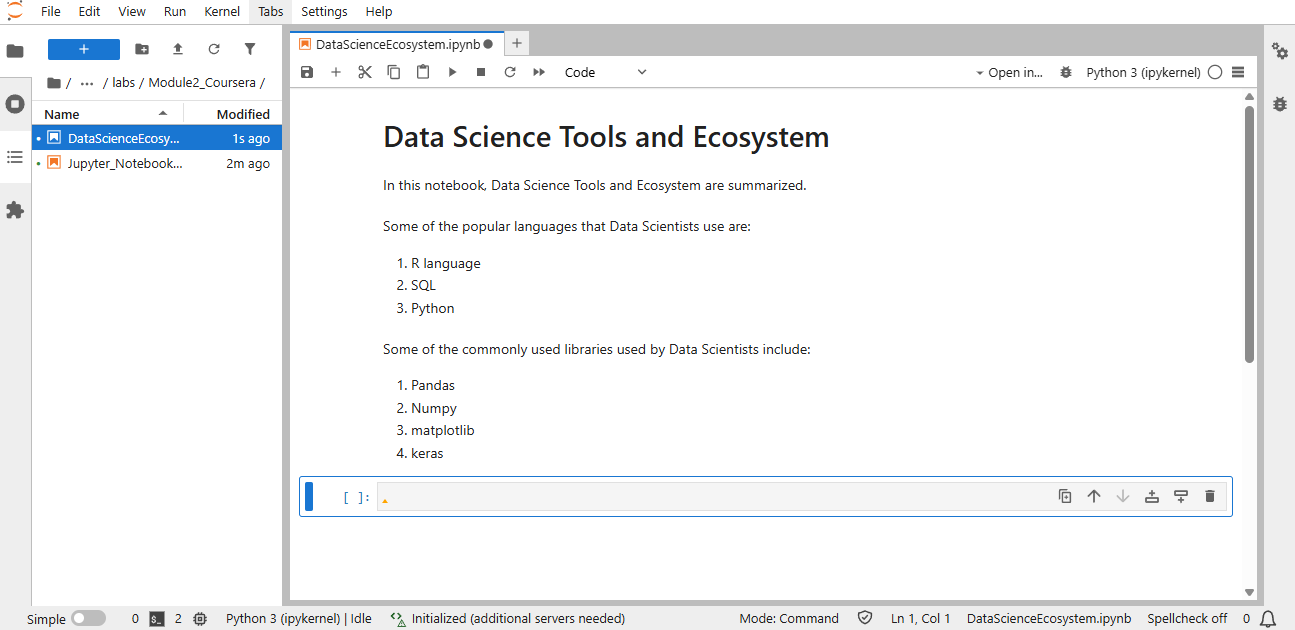 File Edit View Run Kernel Tabs Settings Help
DataScienceEcosystem.ipynb
Code
Open in...
Python 3 (ipykernel)
/ ... / labs / Module2_Coursera /
Name Modified
DataScienceEcosy... 1s ago
Jupyter_Notebook... 2m ago
Data Science Tools and Ecosystem
In this notebook, Data Science Tools and Ecosystem are summarized.
Some of the popular languages that Data Scientists use are:
1. R language
2. SQL
3. Python
Some of the commonly used libraries used by Data Scientists include:
1. Pandas
2. Numpy
3. matplotlib
4. keras
[ ]:
Simple 0 $_ 2 Python 3 (ipykernel) | Idle Initialized (additional servers needed) Mode: Command Ln 1, Col 1 DataScienceEcosystem.ipynb Spellcheck off 0